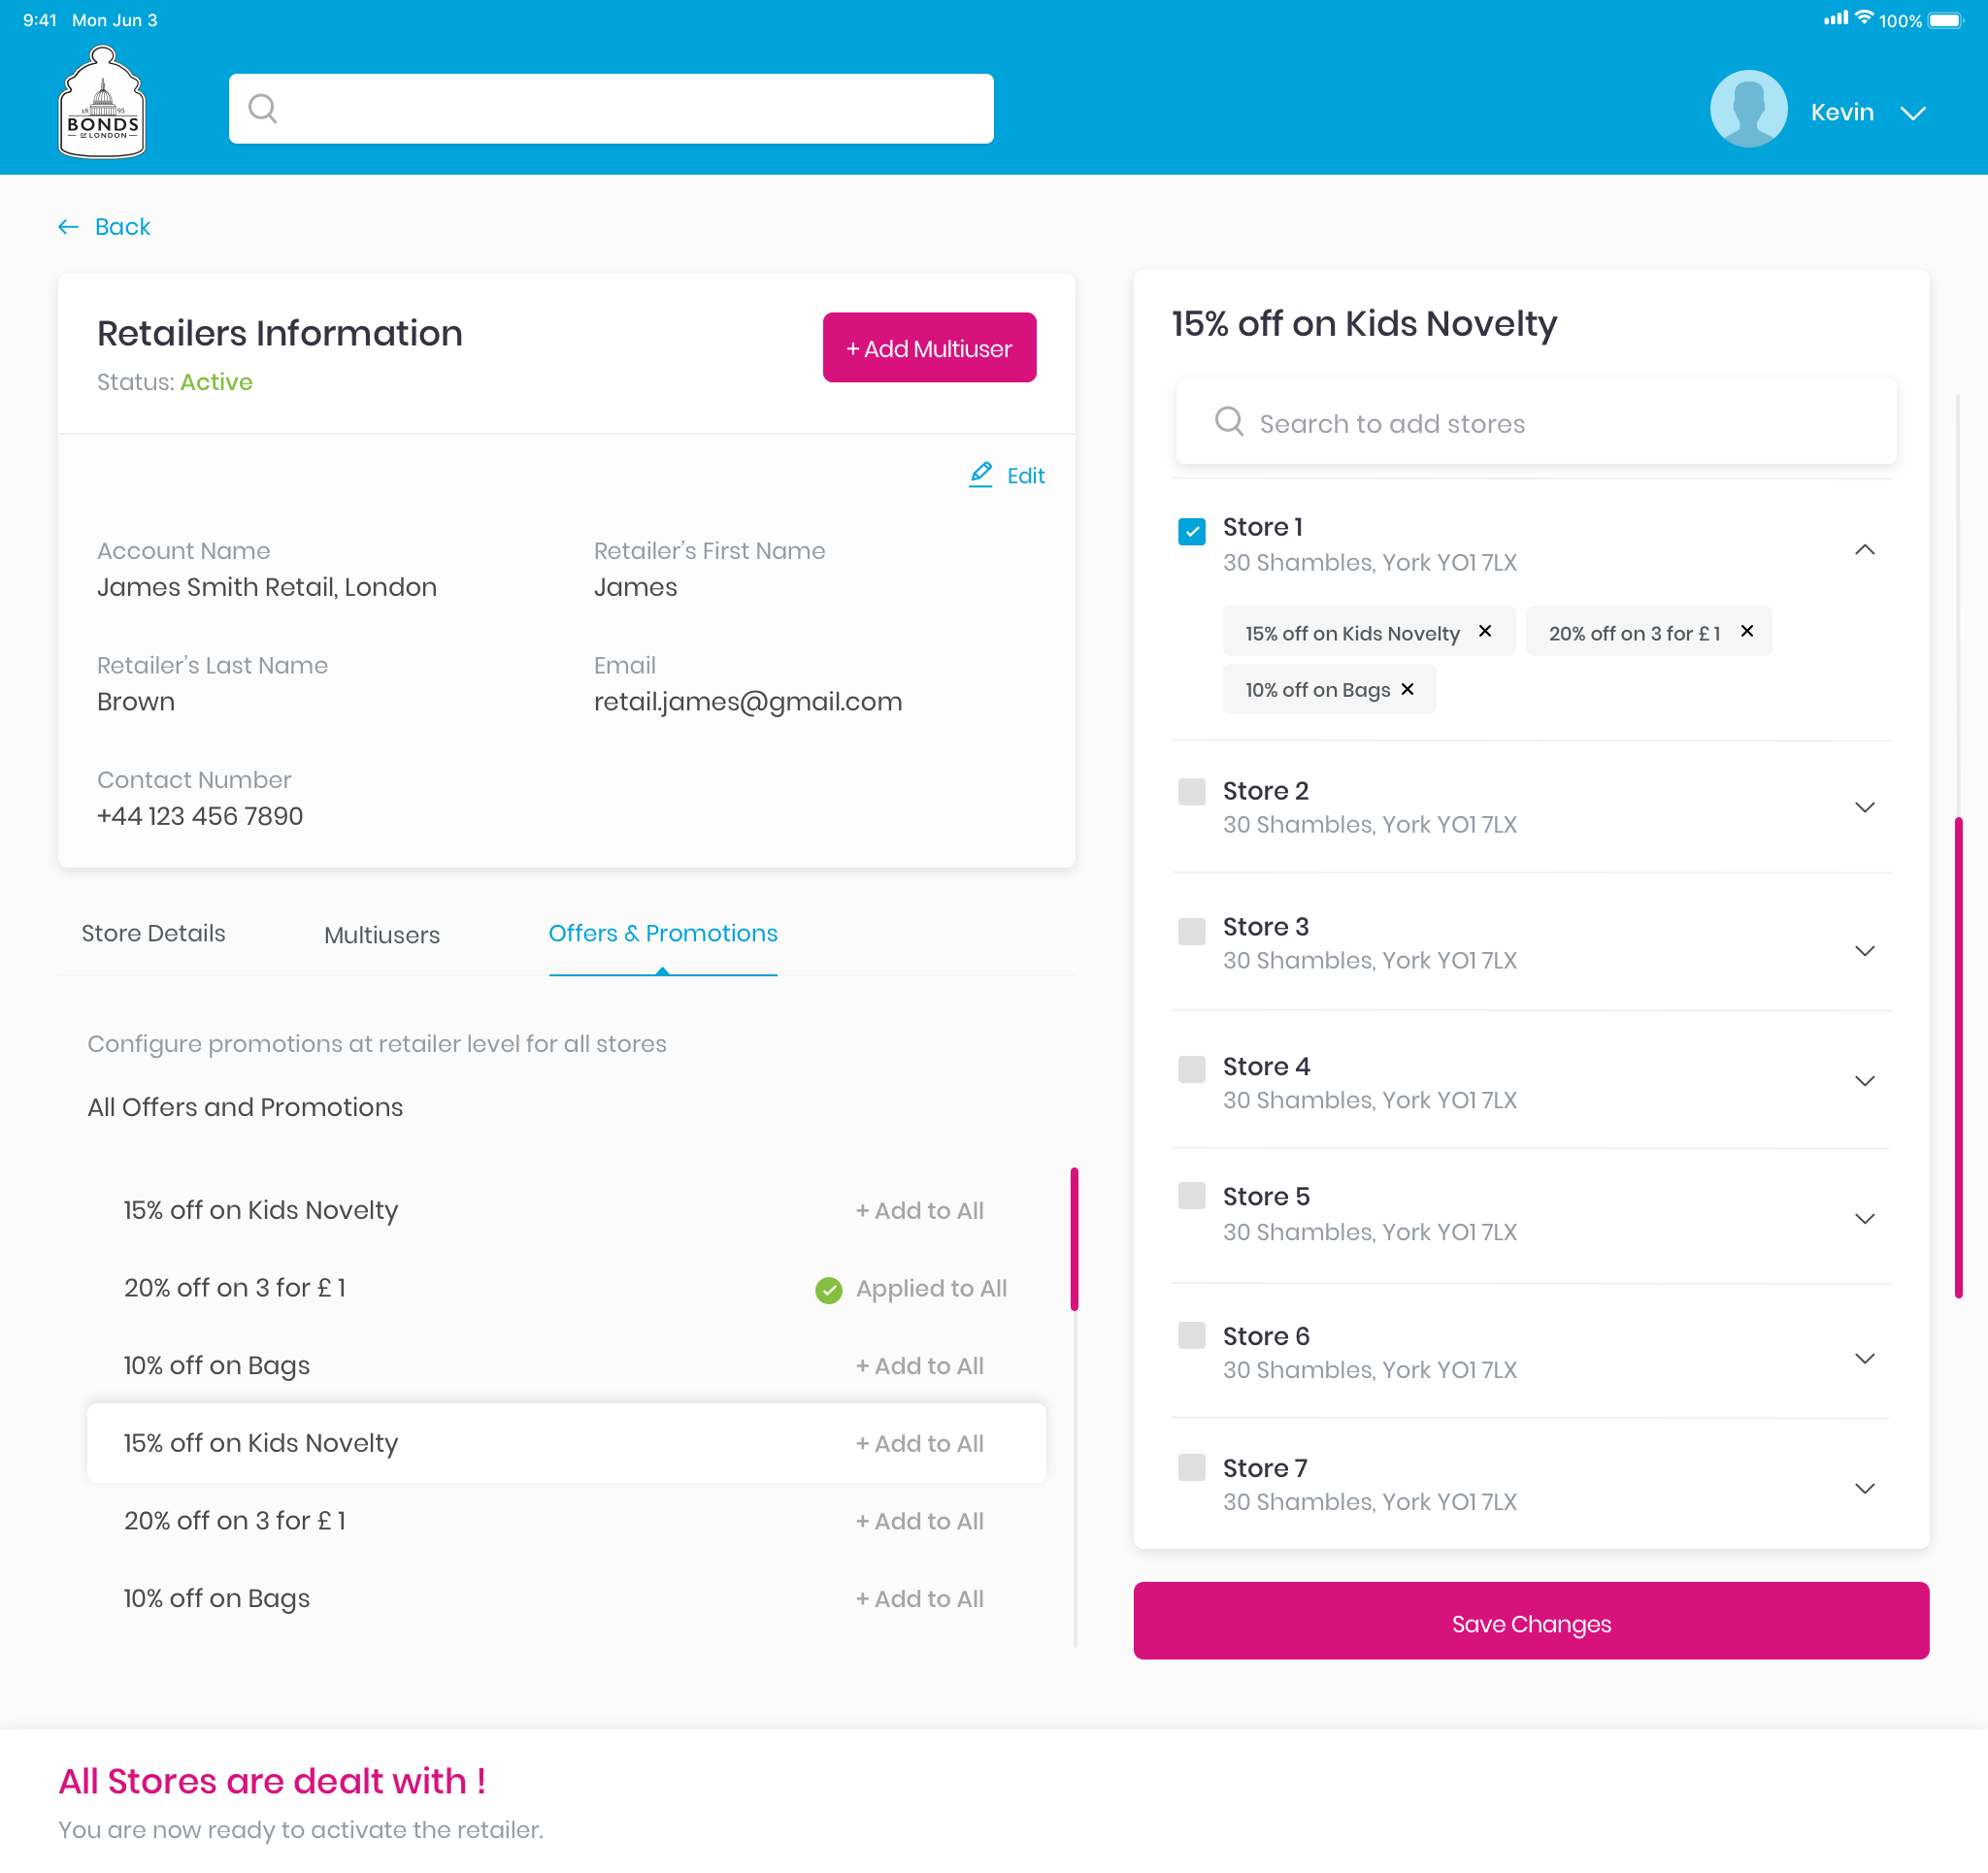 9:41 Mon Jun 3
100%
18 95
BONDS
OF LONDON
Kevin
Back
Retailers Information
Status: Active
+ Add Multiuser
Edit
Account Name
James Smith Retail, London
Retailer's First Name
James
Retailer's Last Name
Brown
Email
retail.james@gmail.com
Contact Number
+44 123 456 7890
Store Details
Multiusers
Offers & Promotions
Configure promotions at retailer level for all stores
All Offers and Promotions
15% off on Kids Novelty + Add to All
20% off on 3 for £ 1 Applied to All
10% off on Bags + Add to All
15% off on Kids Novelty + Add to All
20% off on 3 for £ 1 + Add to All
10% off on Bags + Add to All
15% off on Kids Novelty
Search to add stores
Store 1
30 Shambles, York YO1 7LX
15% off on Kids Novelty
20% off on 3 for £ 1
10% off on Bags
Store 2
30 Shambles, York YO1 7LX
Store 3
30 Shambles, York YO1 7LX
Store 4
30 Shambles, York YO1 7LX
Store 5
30 Shambles, York YO1 7LX
Store 6
30 Shambles, York YO1 7LX
Store 7
30 Shambles, York YO1 7LX
Save Changes
All Stores are dealt with !
You are now ready to activate the retailer.